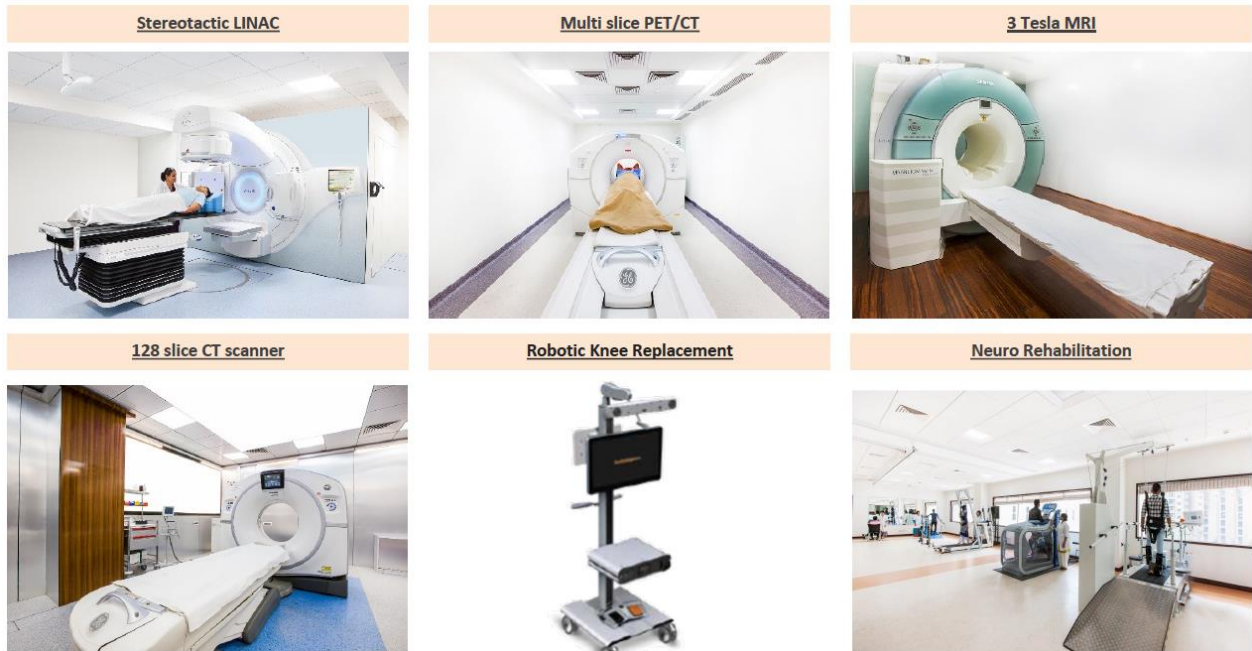 Stereotactic LINAC
Multi slice PET/CT
3 Tesla MRI
128 slice CT scanner
Robotic Knee Replacement
Neuro Rehabilitation